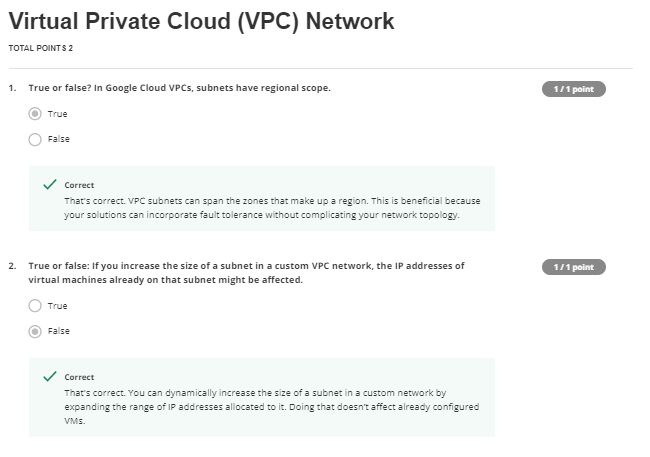 Virtual Private Cloud (VPC) Network
TOTAL POINTS 2
1. True or false? In Google Cloud VPCs, subnets have regional scope.
1 / 1 point
True
False
Correct
That's correct. VPC subnets can span the zones that make up a region. This is beneficial because
your solutions can incorporate fault tolerance without complicating your network topology.
2. True or false: If you increase the size of a subnet in a custom VPC network, the IP addresses of
virtual machines already on that subnet might be affected.
1 / 1 point
True
False
Correct
That's correct. You can dynamically increase the size of a subnet in a custom network by
expanding the range of IP addresses allocated to it. Doing that doesn't affect already configured
VMs.